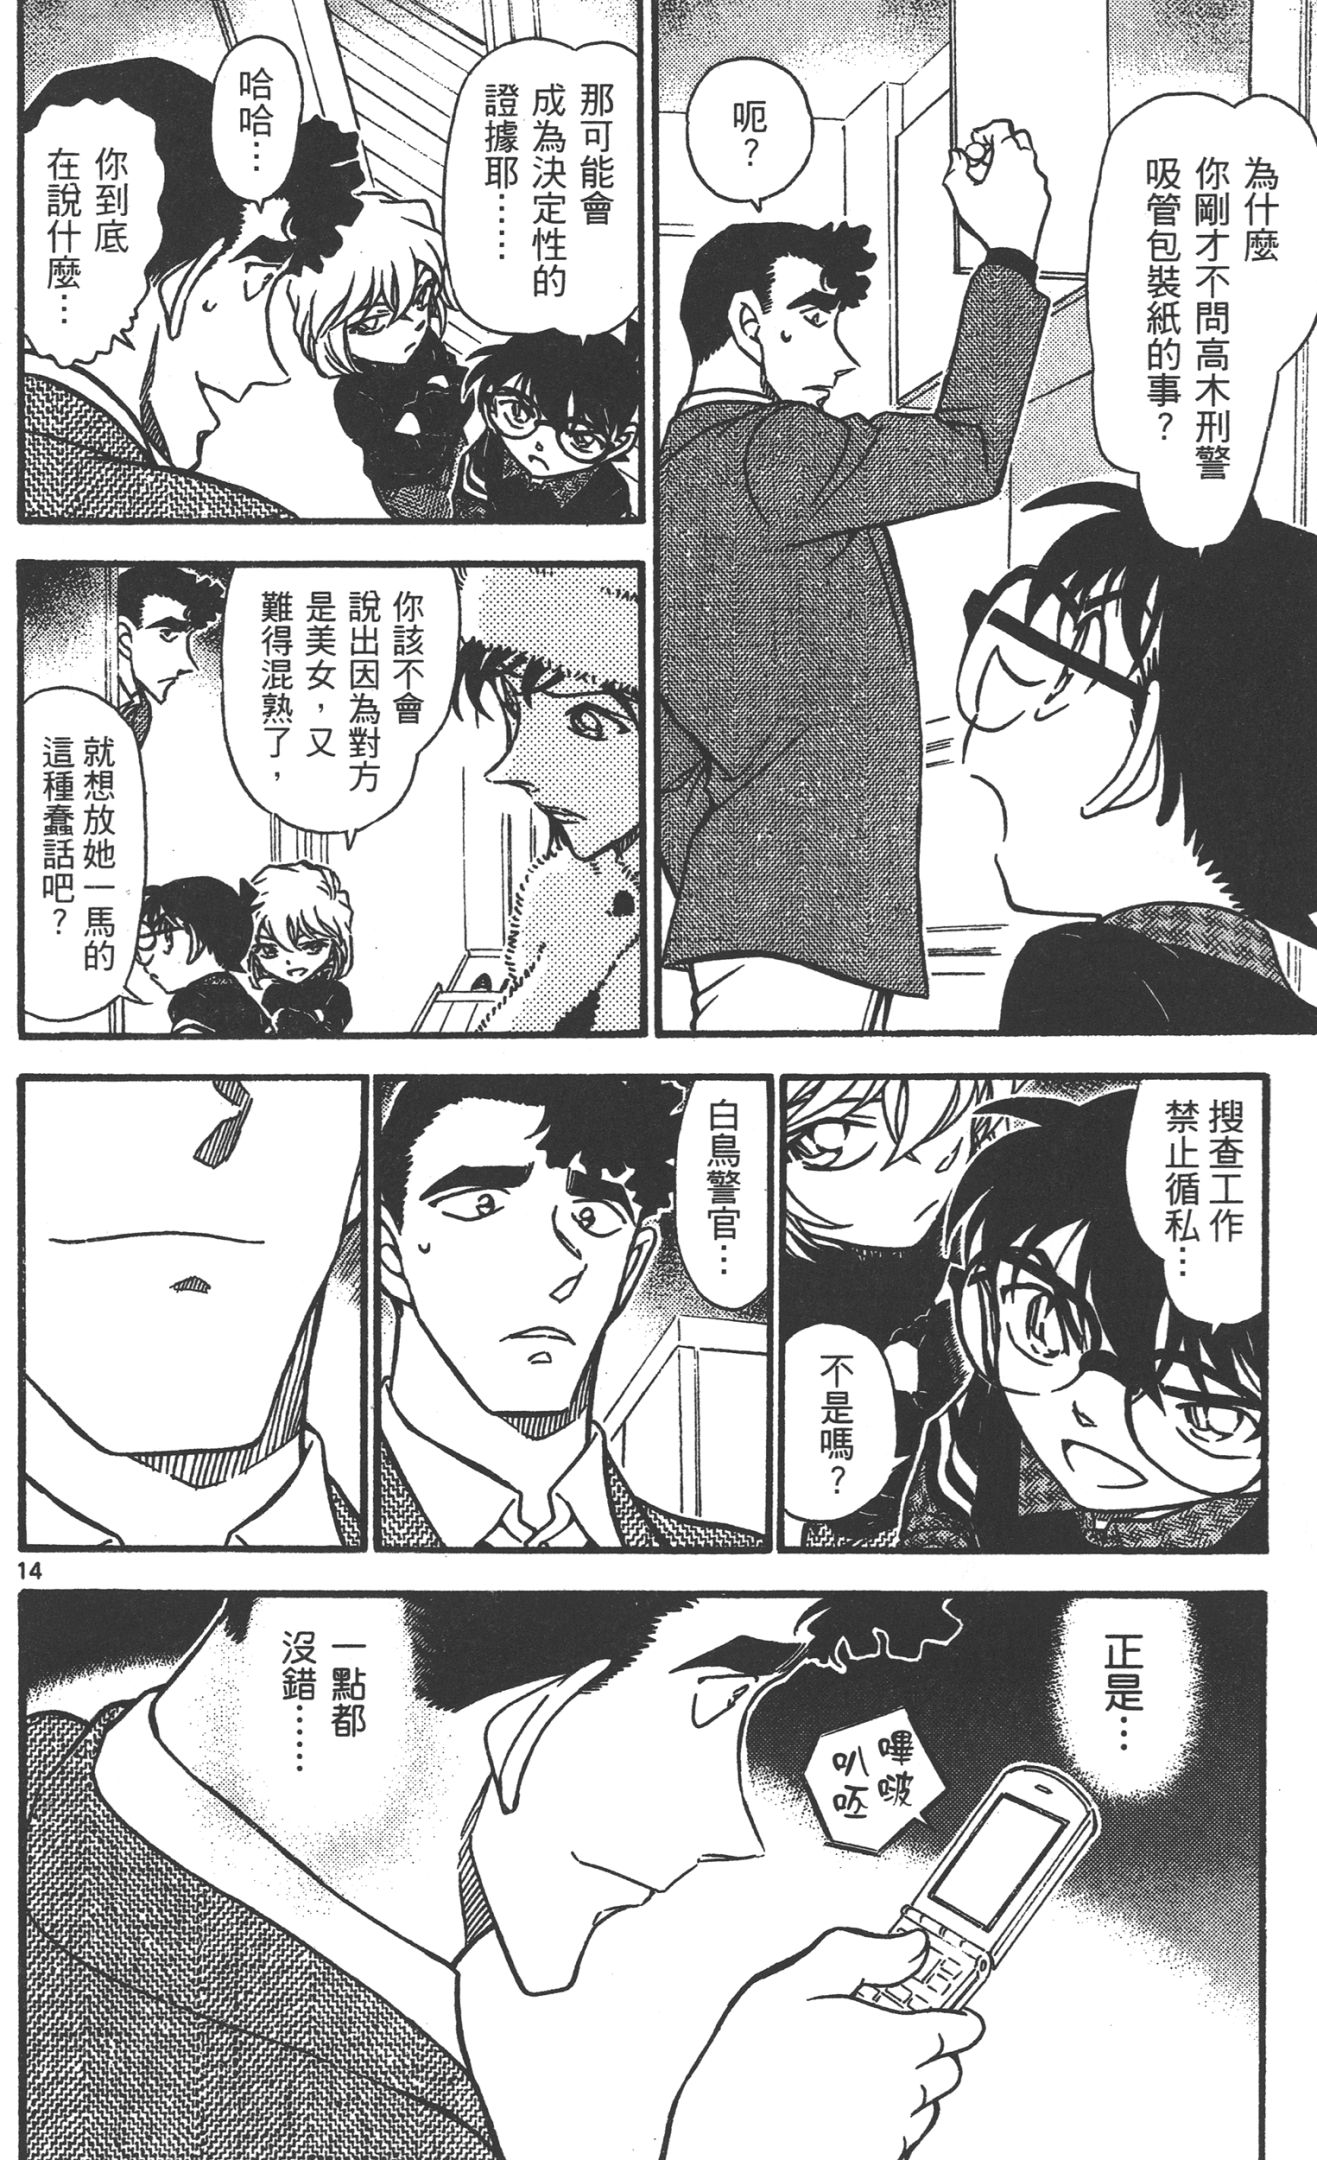 為什麼
你剛才不問高木刑警
吸管包裝紙的事？
呃？
那可能會
成為決定性的
證據耶……
哈哈…
你到底
在說什麼…
你該不會
說出因為對方
是美女，又
難得混熟了，
就想放她一馬的
這種蠢話吧？
搜查工作
禁止循私…
不是嗎？
白鳥警官…
14
正是…
嗶啵
叭吥
一點都
沒錯……